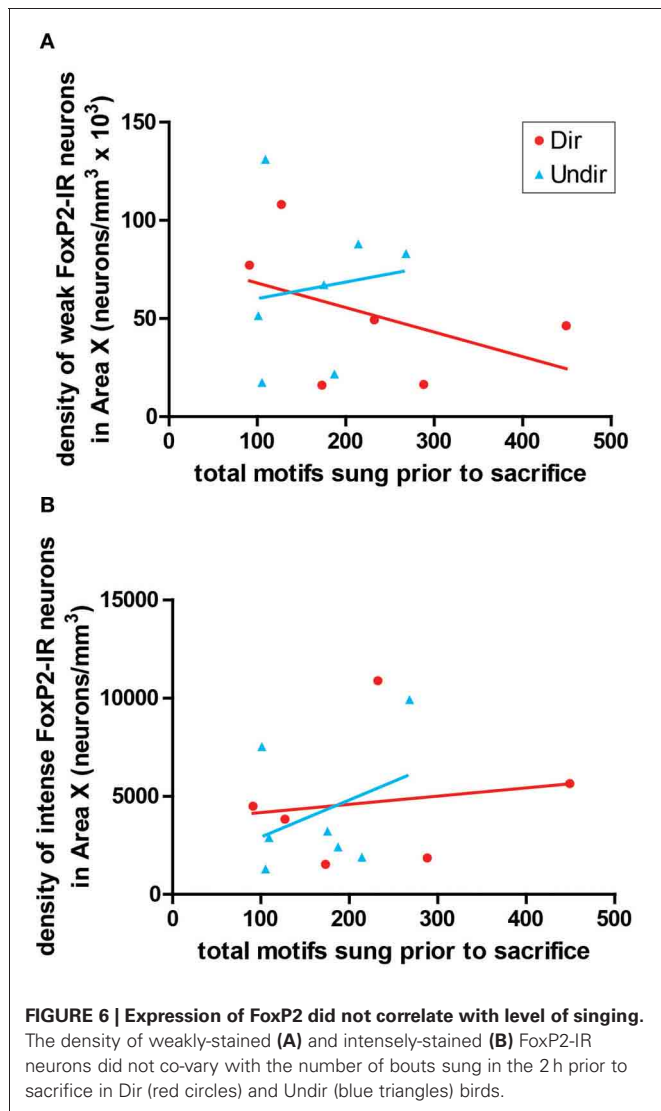 A
density of weak FoxP2-IR neurons
in Area X (neurons/mm³ x 10³)
150
100
50
0
Dir
Undir
0 100 200 300 400 500
total motifs sung prior to sacrifice
B
density of intense FoxP2-IR neurons
in Area X (neurons/mm³)
15000
10000
5000
0
0 100 200 300 400 500
total motifs sung prior to sacrifice
FIGURE 6 | Expression of FoxP2 did not correlate with level of singing.
The density of weakly-stained (A) and intensely-stained (B) FoxP2-IR
neurons did not co-vary with the number of bouts sung in the 2 h prior to
sacrifice in Dir (red circles) and Undir (blue triangles) birds.